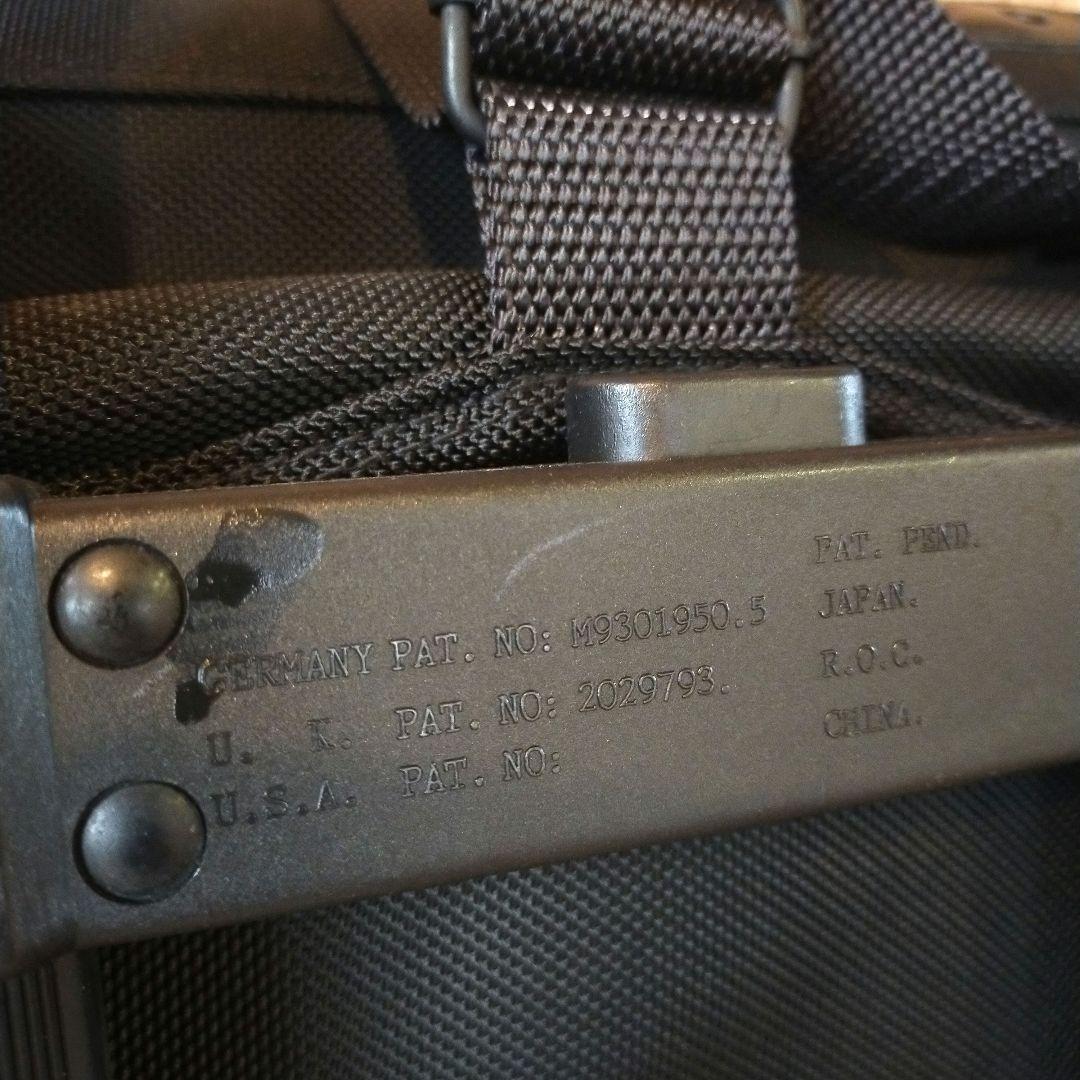 GERMANY PAT. NO: M9301950.5
U. K. PAT. NO: 2029793.
U.S.A. PAT. NO:
PAT. PEND.
JAPAN.
R.O.C.
CHINA.